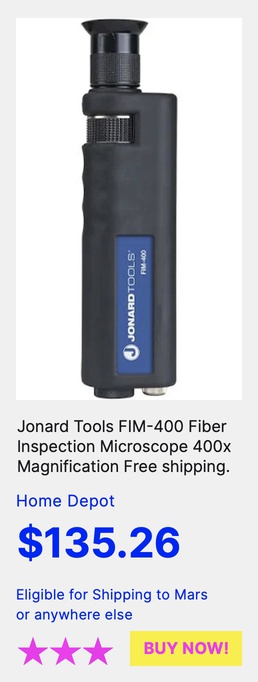 JONARD TOOLS®
FIM-400
Jonard Tools FIM-400 Fiber
Inspection Microscope 400x
Magnification Free shipping.
Home Depot
$135.26
Eligible for Shipping to Mars
or anywhere else
BUY NOW!